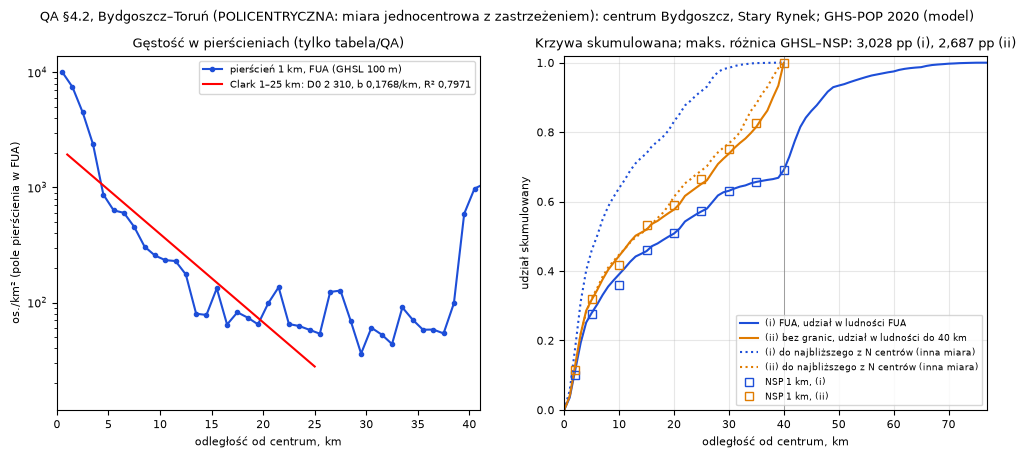 QA §4.2, Bydgoszcz–Toruń (POLICENTRYCZNA: miara jednocentrowa z zastrzeżeniem): centrum Bydgoszcz, Stary Rynek; GHS-POP 2020 (model)
Gęstość w pierścieniach (tylko tabela/QA)
pierścień 1 km, FUA (GHSL 100 m)
Clark 1–25 km: D0 2 310, b 0,1768/km, R² 0,7971
os./km² (pole pierścienia w FUA)
10⁴
10³
10²
0 5 10 15 20 25 30 35 40
odległość od centrum, km
Krzywa skumulowana; maks. różnica GHSL–NSP: 3,028 pp (i), 2,687 pp (ii)
udział skumulowany
1.0
0.8
0.6
0.4
0.2
0.0
(i) FUA, udział w ludności FUA
(ii) bez granic, udział w ludności do 40 km
(i) do najbliższego z N centrów (inna miara)
(ii) do najbliższego z N centrów (inna miara)
NSP 1 km, (i)
NSP 1 km, (ii)
0 10 20 30 40 50 60 70
odległość od centrum, km